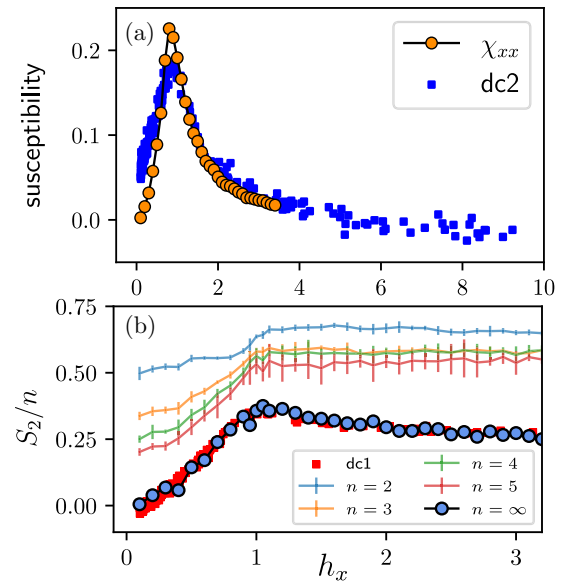 (a)
χxx
dc2
susceptibility
0.2
0.1
0.0
0 2 4 6 8 10
(b)
S2/n
0.75
0.50
0.25
0.00
dc1
n = 2
n = 3
n = 4
n = 5
n = ∞
0 1 2 3
hx